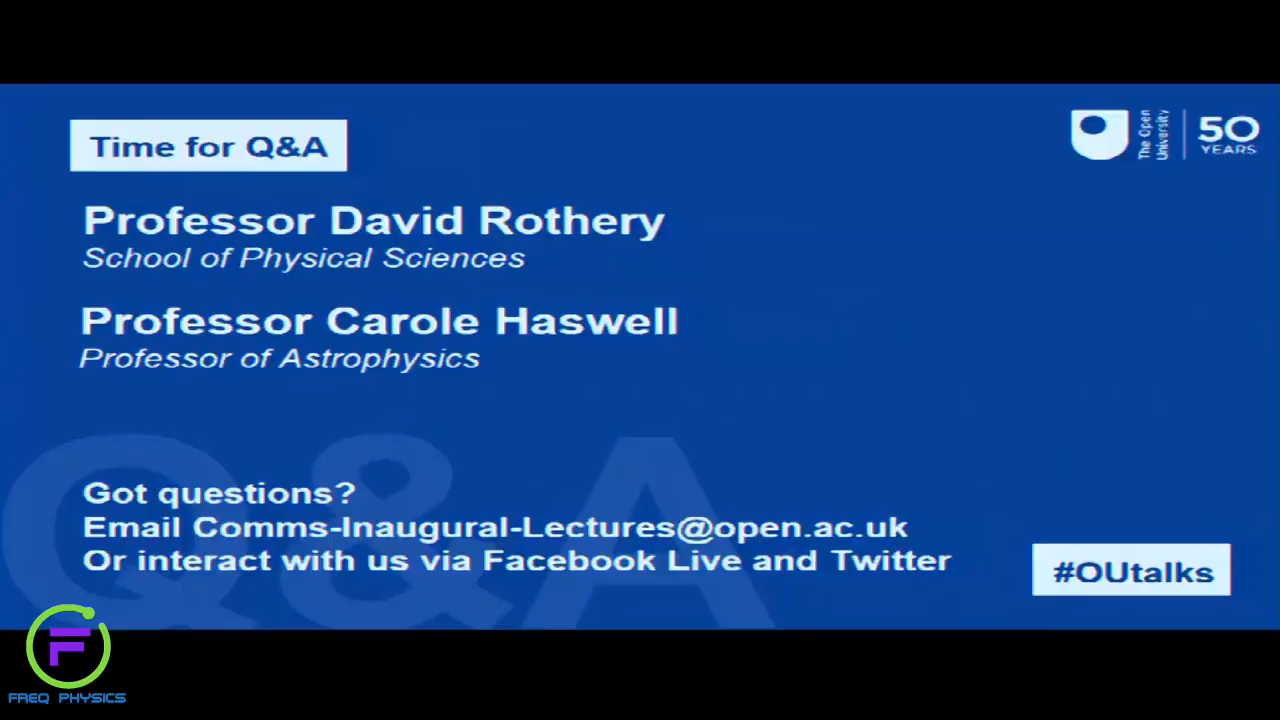 Time for Q&A
The Open
University
50
YEARS
Professor David Rothery
School of Physical Sciences
Professor Carole Haswell
Professor of Astrophysics
Q&A
Got questions?
Email Comms-Inaugural-Lectures@open.ac.uk
Or interact with us via Facebook Live and Twitter
#OUtalks
F
FREQ PHYSICS